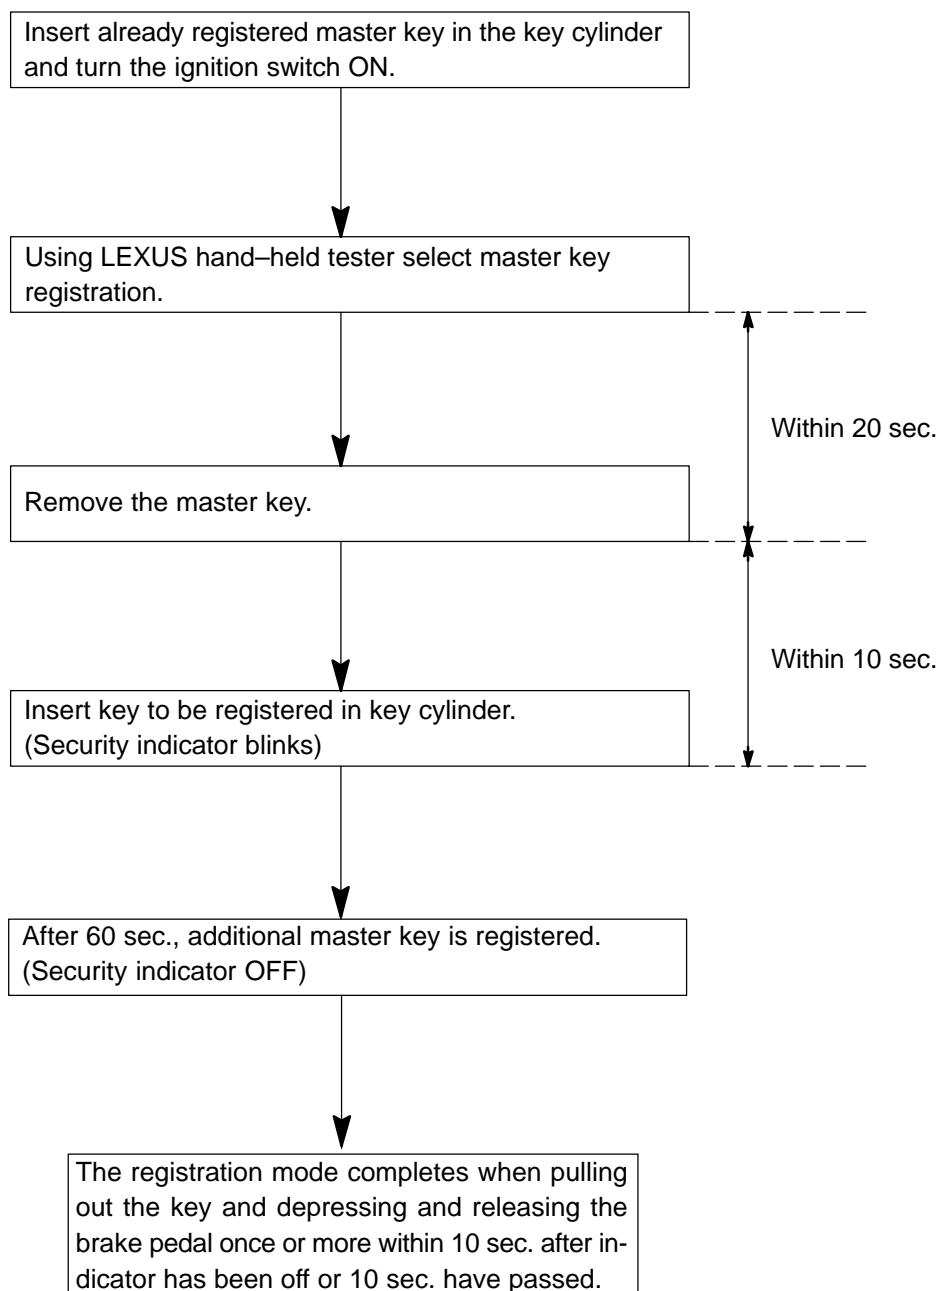 Insert already registered master key in the key cylinder
and turn the ignition switch ON.
Using LEXUS hand–held tester select master key
registration.
Within 20 sec.
Remove the master key.
Within 10 sec.
Insert key to be registered in key cylinder.
(Security indicator blinks)
After 60 sec., additional master key is registered.
(Security indicator OFF)
The registration mode completes when pulling
out the key and depressing and releasing the
brake pedal once or more within 10 sec. after in-
dicator has been off or 10 sec. have passed.